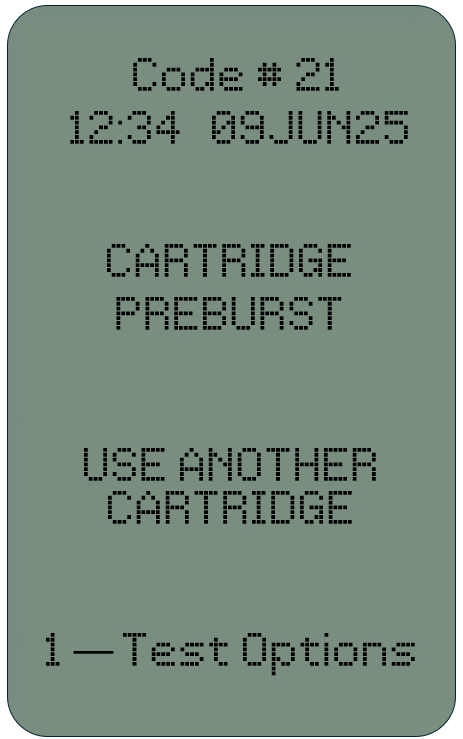 Code # 21
12:34 09JUN25
CARTRIDGE
PREBURST
USE ANOTHER
CARTRIDGE
1 — Test Options